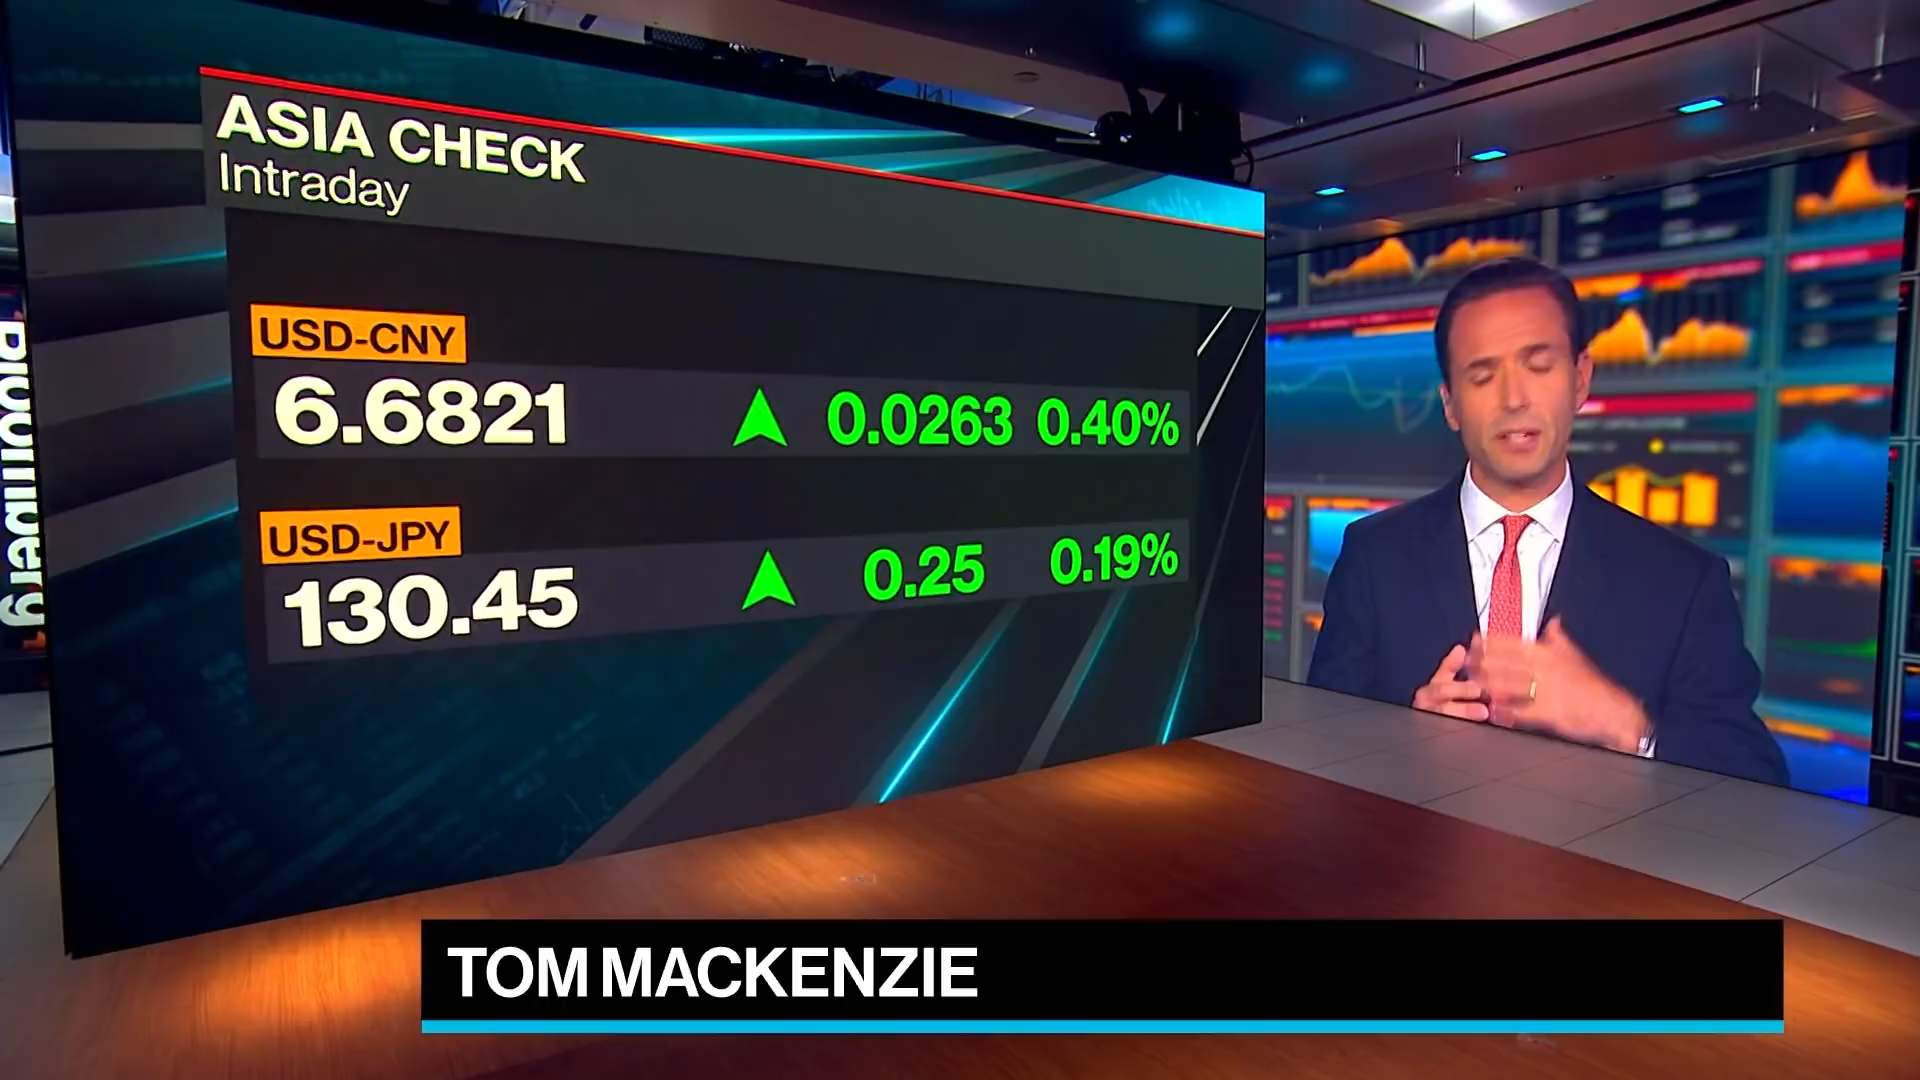 ASIA CHECK
Intraday
USD-CNY
6.6821 0.0263 0.40%
USD-JPY
130.45 0.25 0.19%
Bloomberg
TOM MACKENZIE